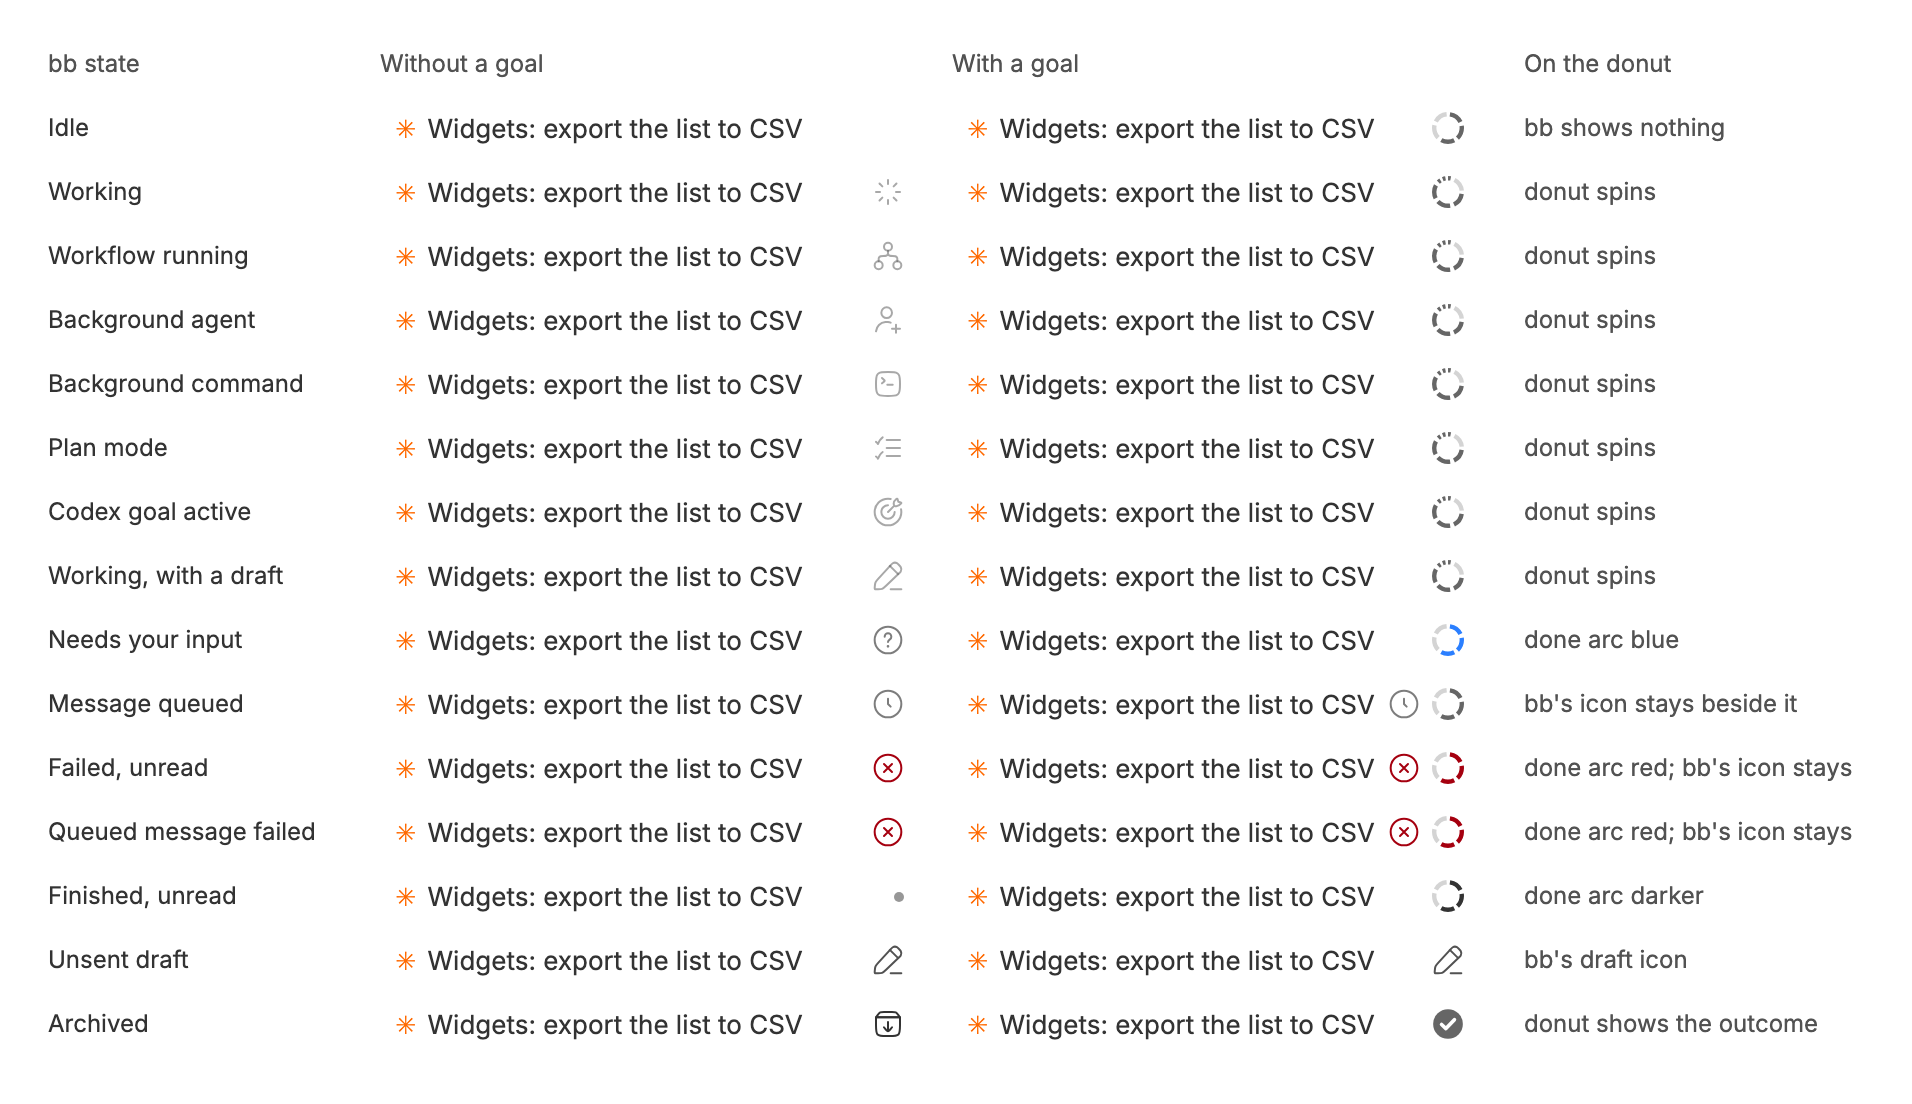 bb state Without a goal With a goal On the donut
Idle Widgets: export the list to CSV Widgets: export the list to CSV bb shows nothing
Working Widgets: export the list to CSV Widgets: export the list to CSV donut spins
Workflow running Widgets: export the list to CSV Widgets: export the list to CSV donut spins
Background agent Widgets: export the list to CSV Widgets: export the list to CSV donut spins
Background command Widgets: export the list to CSV Widgets: export the list to CSV donut spins
Plan mode Widgets: export the list to CSV Widgets: export the list to CSV donut spins
Codex goal active Widgets: export the list to CSV Widgets: export the list to CSV donut spins
Working, with a draft Widgets: export the list to CSV Widgets: export the list to CSV donut spins
Needs your input Widgets: export the list to CSV Widgets: export the list to CSV done arc blue
Message queued Widgets: export the list to CSV Widgets: export the list to CSV bb's icon stays beside it
Failed, unread Widgets: export the list to CSV Widgets: export the list to CSV done arc red; bb's icon stays
Queued message failed Widgets: export the list to CSV Widgets: export the list to CSV done arc red; bb's icon stays
Finished, unread Widgets: export the list to CSV Widgets: export the list to CSV done arc darker
Unsent draft Widgets: export the list to CSV Widgets: export the list to CSV bb's draft icon
Archived Widgets: export the list to CSV Widgets: export the list to CSV donut shows the outcome